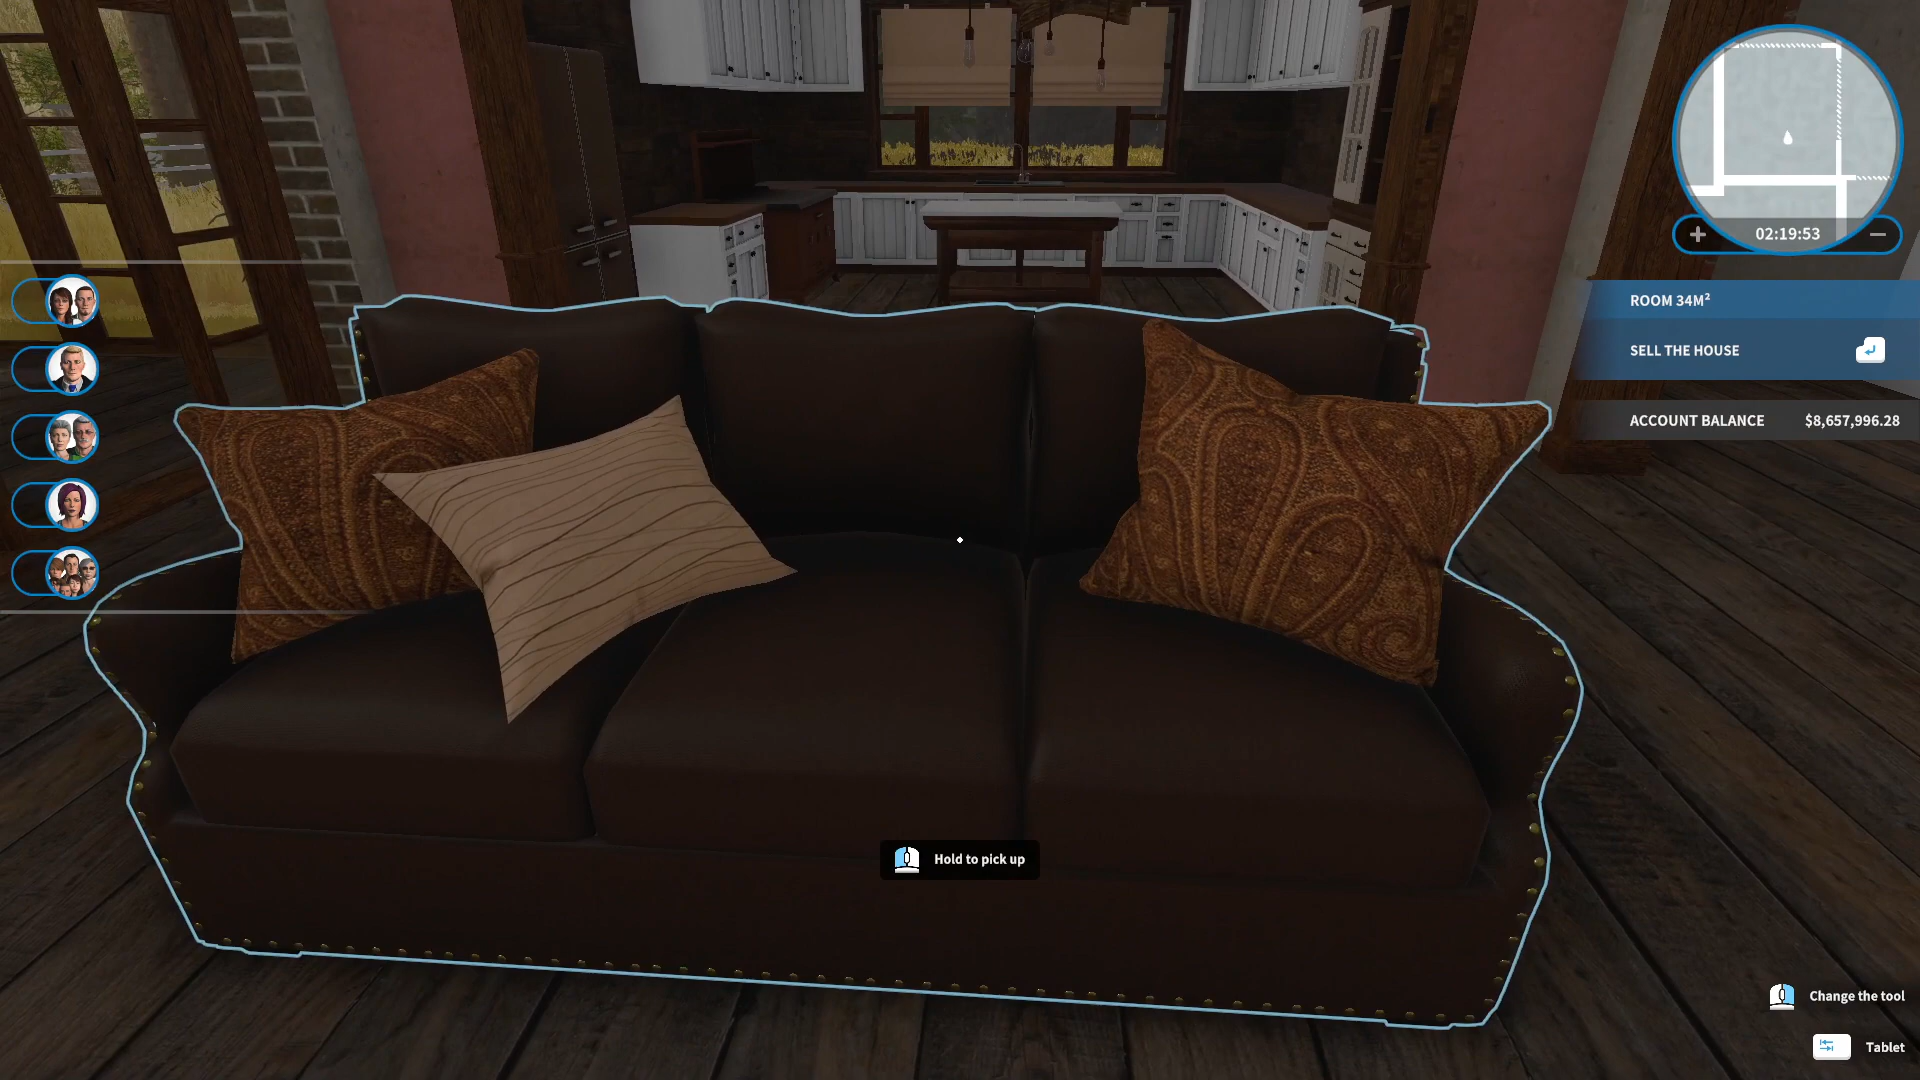 02:19:53
ROOM 34M²
SELL THE HOUSE
ACCOUNT BALANCE $8,657,996.28
Hold to pick up
Change the tool
Tablet